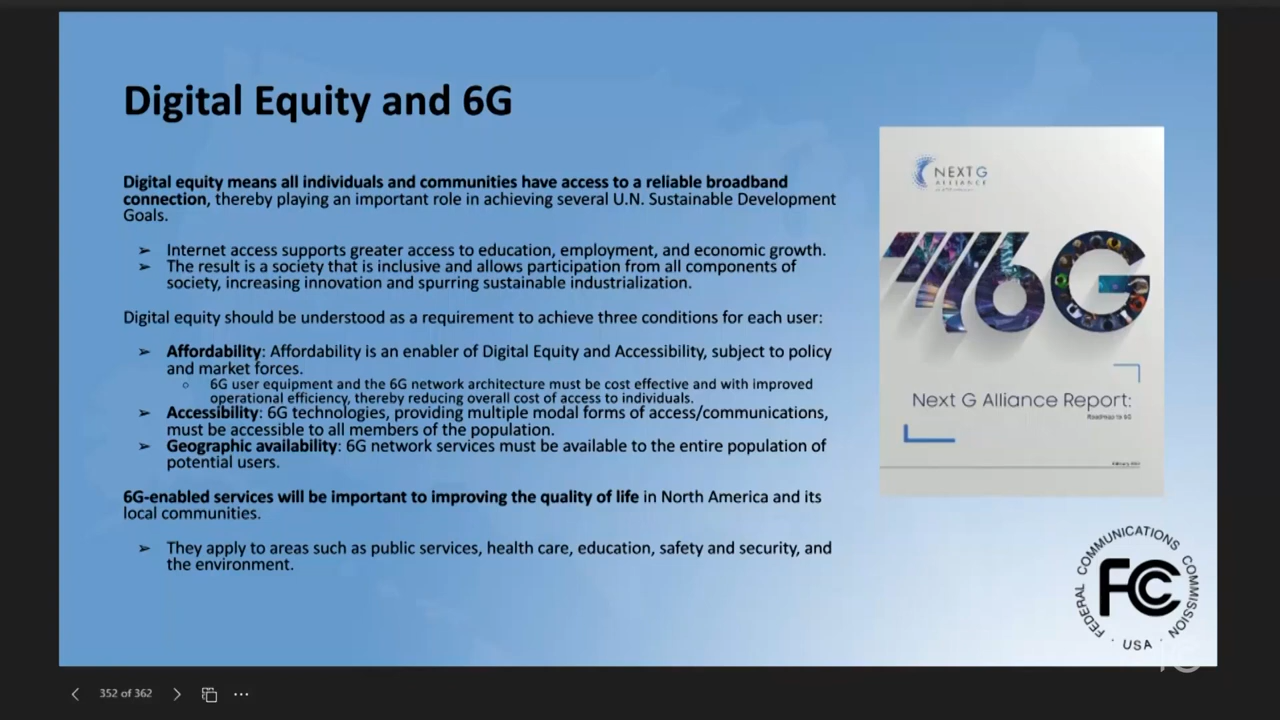 Digital Equity and 6G
Digital equity means all individuals and communities have access to a reliable broadband
connection, thereby playing an important role in achieving several U.N. Sustainable Development
Goals.
➢ Internet access supports greater access to education, employment, and economic growth.
➢ The result is a society that is inclusive and allows participation from all components of
society, increasing innovation and spurring sustainable industrialization.
Digital equity should be understood as a requirement to achieve three conditions for each user:
➢ Affordability: Affordability is an enabler of Digital Equity and Accessibility, subject to policy
and market forces.
○ 6G user equipment and the 6G network architecture must be cost effective and with improved
operational efficiency, thereby reducing overall cost of access to individuals.
➢ Accessibility: 6G technologies, providing multiple modal forms of access/communications,
must be accessible to all members of the population.
➢ Geographic availability: 6G network services must be available to the entire population of
potential users.
6G-enabled services will be important to improving the quality of life in North America and its
local communities.
➢ They apply to areas such as public services, health care, education, safety and security, and
the environment.
NEXTG
ALLIANCE
6G
Next G Alliance Report:
Roadmap to 6G
FEDERAL COMMUNICATIONS COMMISSION
FCC
· USA ·
352 of 362